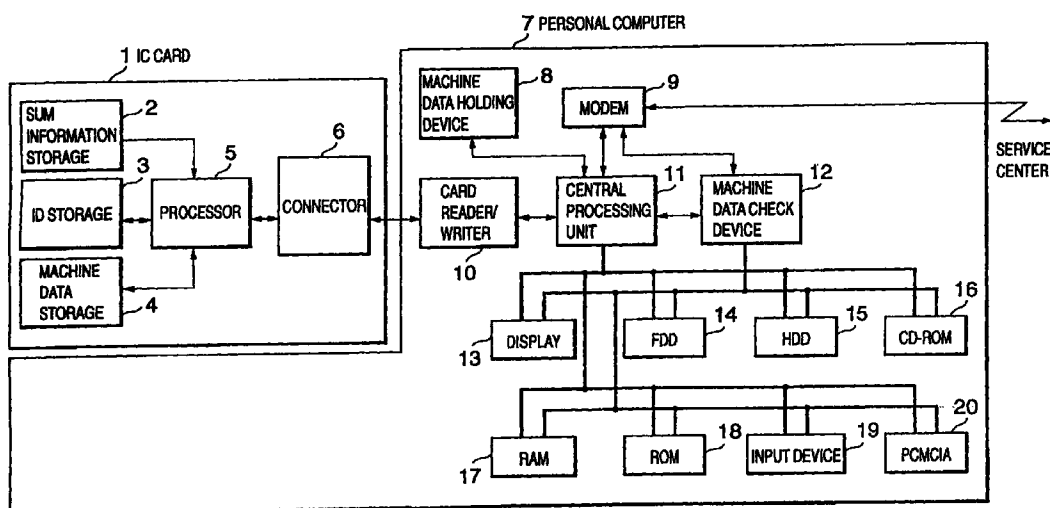 7 PERSONAL COMPUTER
1 IC CARD
SUM
INFORMATION
STORAGE
2
3
ID STORAGE
MACHINE
DATA
STORAGE
4
5
PROCESSOR
6
CONNECTOR
MACHINE
DATA HOLDING
DEVICE
8
MODEM
9
SERVICE
CENTER
CARD
READER/
WRITER
10
CENTRAL
PROCESSING
UNIT
11
MACHINE
DATA CHECK
DEVICE
12
13
DISPLAY
FDD
14
HDD
15
CD-ROM
16
17
RAM
ROM
18
INPUT DEVICE
19
PCMCIA
20